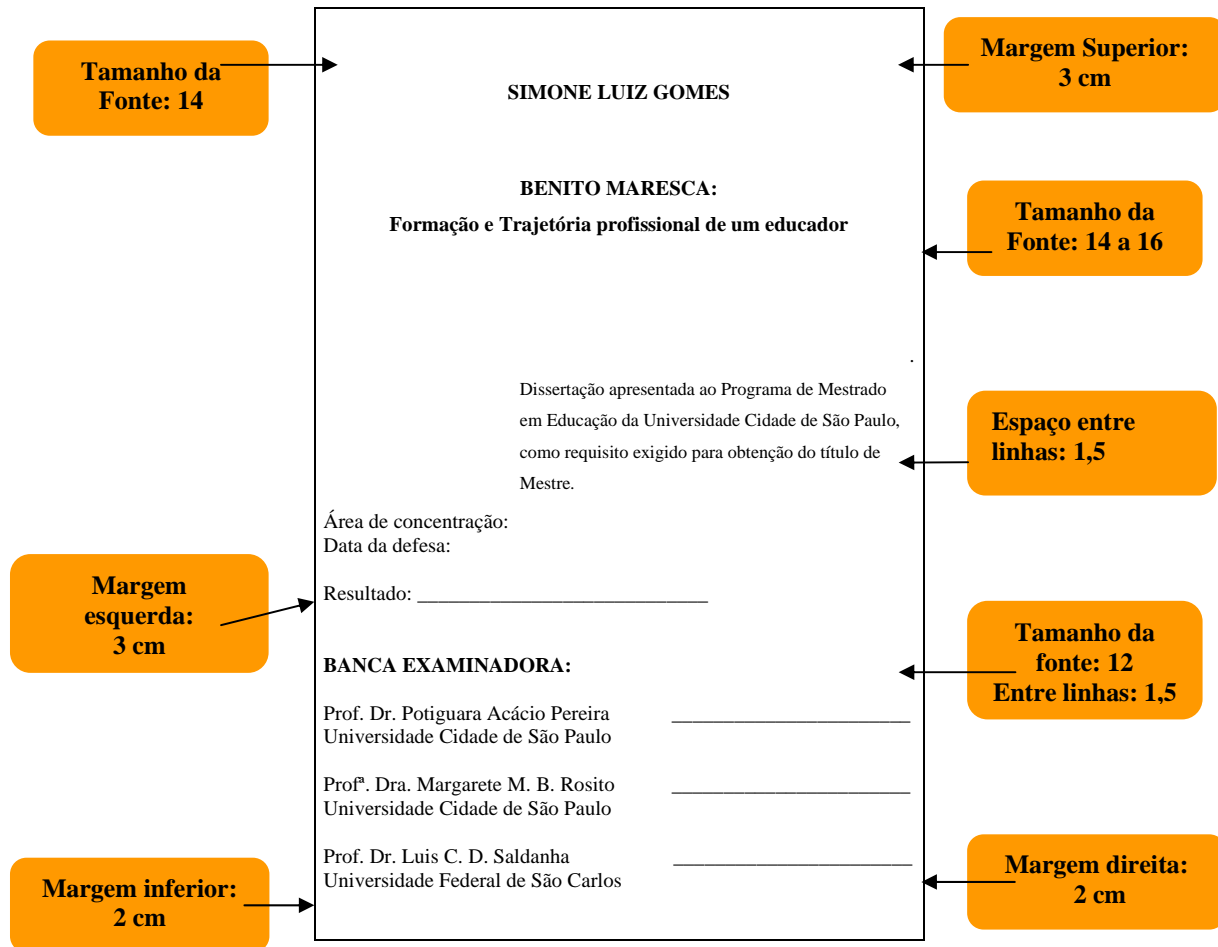 Tamanho da
Fonte: 14
Margem Superior:
3 cm
SIMONE LUIZ GOMES
BENITO MARESCA:
Formação e Trajetória profissional de um educador
Tamanho da
Fonte: 14 a 16
.
Dissertação apresentada ao Programa de Mestrado
em Educação da Universidade Cidade de São Paulo,
como requisito exigido para obtenção do título de
Mestre.
Espaço entre
linhas: 1,5
Área de concentração:
Data da defesa:
Margem
esquerda:
3 cm
Resultado: ____________________________
Tamanho da
fonte: 12
Entre linhas: 1,5
BANCA EXAMINADORA:
Prof. Dr. Potiguara Acácio Pereira _______________________
Universidade Cidade de São Paulo
Profª. Dra. Margarete M. B. Rosito _______________________
Universidade Cidade de São Paulo
Prof. Dr. Luis C. D. Saldanha _______________________
Universidade Federal de São Carlos
Margem inferior:
2 cm
Margem direita:
2 cm